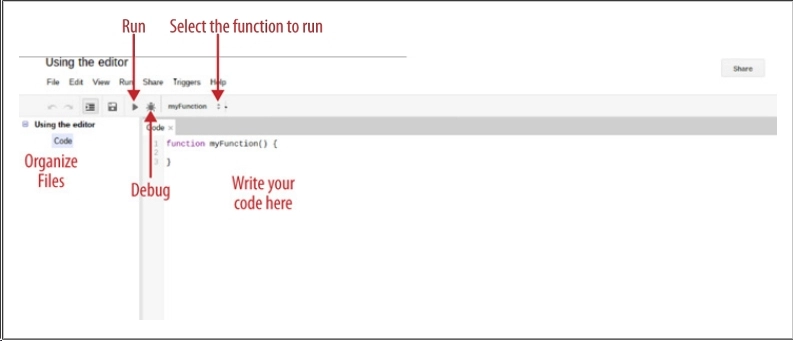 Run Select the function to run
Using the editor
Share
File Edit View Run Share Triggers Help
myFunction
Using the editor
Code
Code ×
1 function myFunction() {
2
3 }
Organize
Files
Debug
Write your
code here